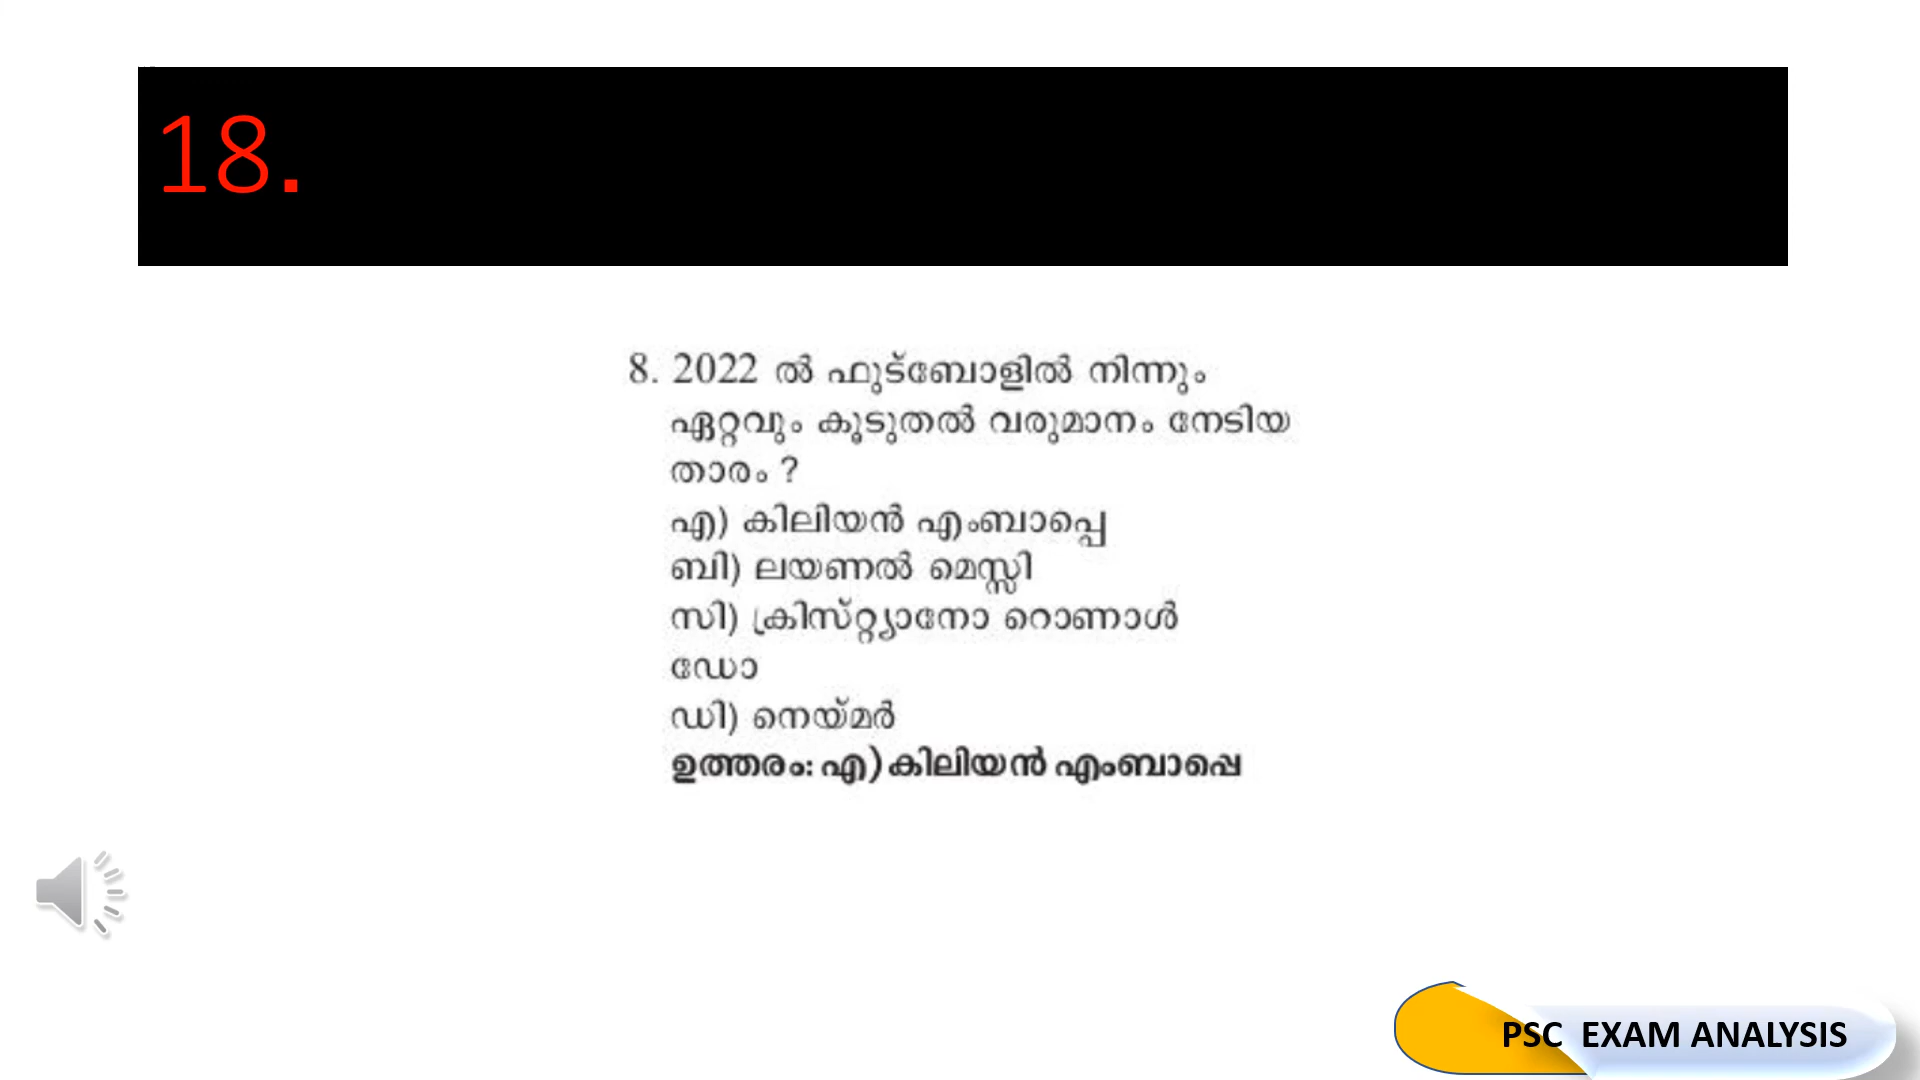 18.
8. 2022 ൽ ഫുട്ബോളിൽ നിന്നും
ഏറ്റവും കൂടുതൽ വരുമാനം നേടിയ
താരം ?
എ) കിലിയൻ എംബാപ്പെ
ബി) ലയണൽ മെസ്സി
സി) ക്രിസ്റ്റ്യാനോ റൊണാൾ
ഡോ
ഡി) നെയ്മർ
ഉത്തരം: എ) കിലിയൻ എംബാപ്പെ
PSC EXAM ANALYSIS